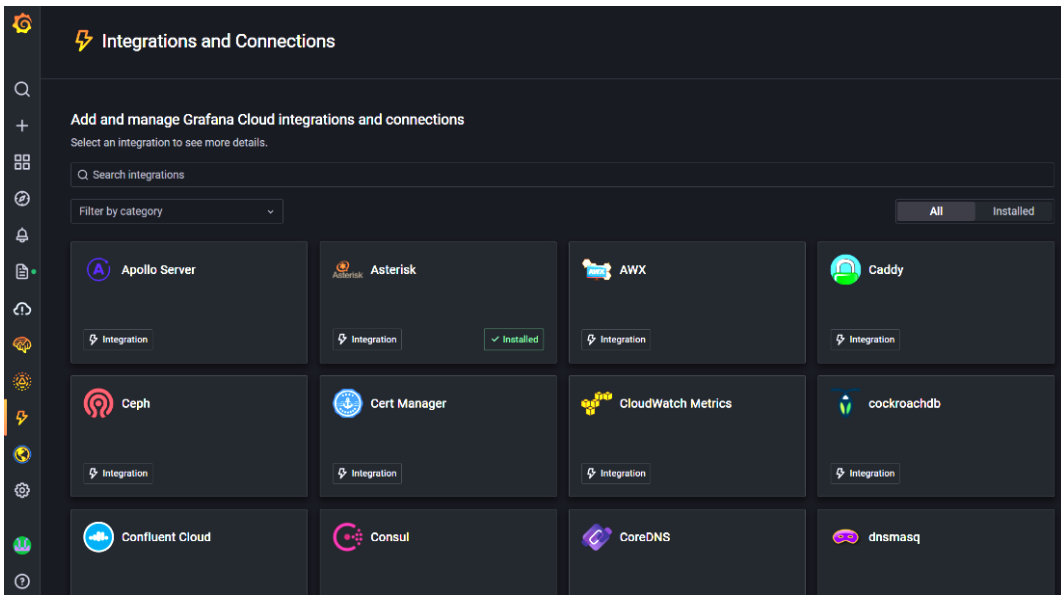 Integrations and Connections
Add and manage Grafana Cloud integrations and connections
Select an integration to see more details.
Search integrations
Filter by category
All Installed
Apollo Server
Integration
Asterisk Asterisk
Integration Installed
AWX AWX
Integration
Caddy
Integration
Ceph
Integration
Cert Manager
Integration
CloudWatch Metrics
Integration
cockroachdb
Integration
Confluent Cloud
Consul
CoreDNS
dnsmasq